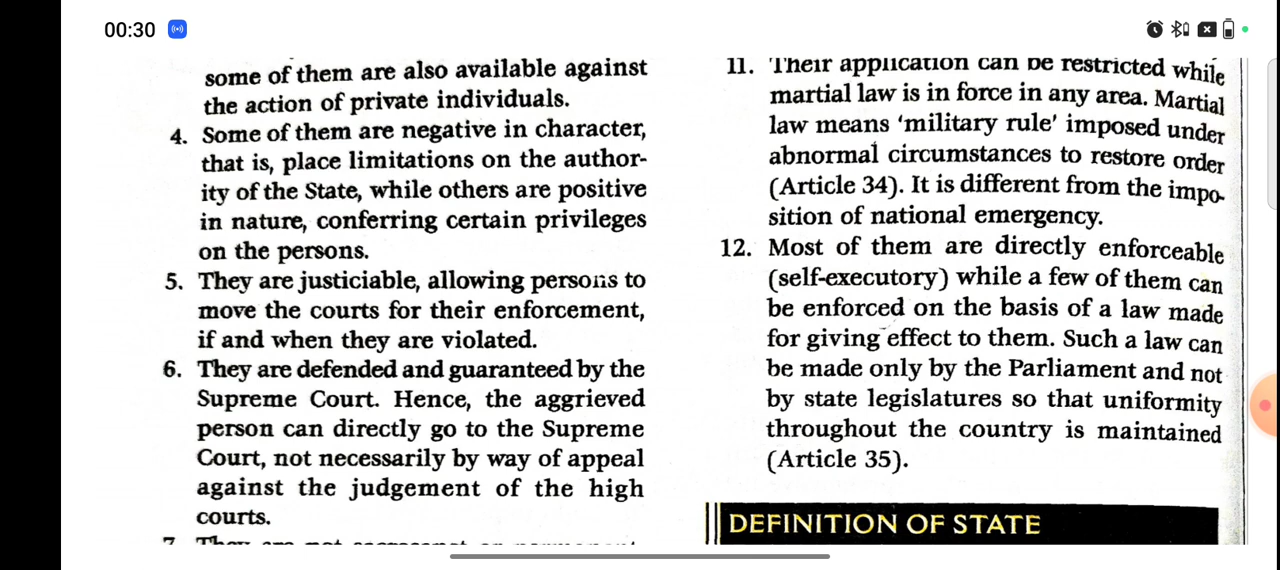 00:30
some of them are also available against
the action of private individuals.
4. Some of them are negative in character,
that is, place limitations on the author-
ity of the State, while others are positive
in nature, conferring certain privileges
on the persons.
5. They are justiciable, allowing persons to
move the courts for their enforcement,
if and when they are violated.
6. They are defended and guaranteed by the
Supreme Court. Hence, the aggrieved
person can directly go to the Supreme
Court, not necessarily by way of appeal
against the judgement of the high
courts.
7. They are not
11. Their application can be restricted while
martial law is in force in any area. Martial
law means ‘military rule’ imposed under
abnormal circumstances to restore order
(Article 34). It is different from the impo-
sition of national emergency.
12. Most of them are directly enforceable
(self-executory) while a few of them can
be enforced on the basis of a law made
for giving effect to them. Such a law can
be made only by the Parliament and not
by state legislatures so that uniformity
throughout the country is maintained
(Article 35).
DEFINITION OF STATE